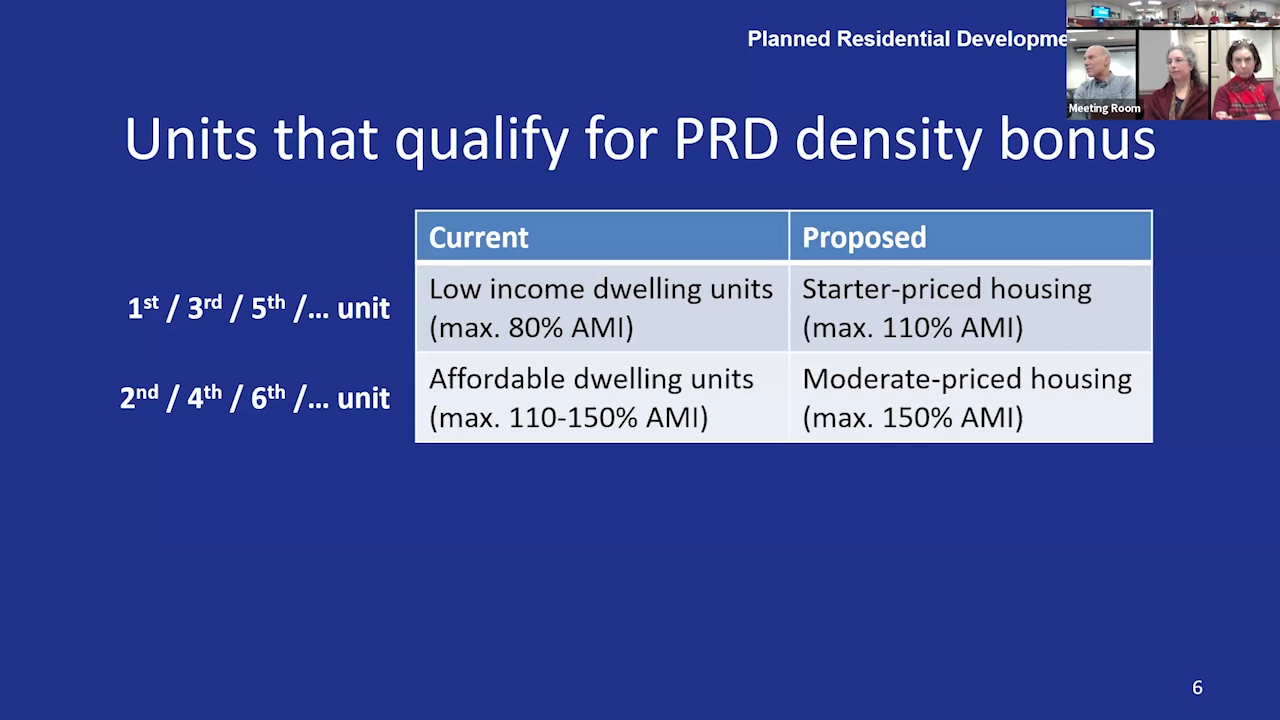 Planned Residential Developme
Meeting Room
Units that qualify for PRD density bonus
Current
Proposed
1st / 3rd / 5th /... unit
Low income dwelling units
(max. 80% AMI)
Starter-priced housing
(max. 110% AMI)
2nd / 4th / 6th /... unit
Affordable dwelling units
(max. 110-150% AMI)
Moderate-priced housing
(max. 150% AMI)
6